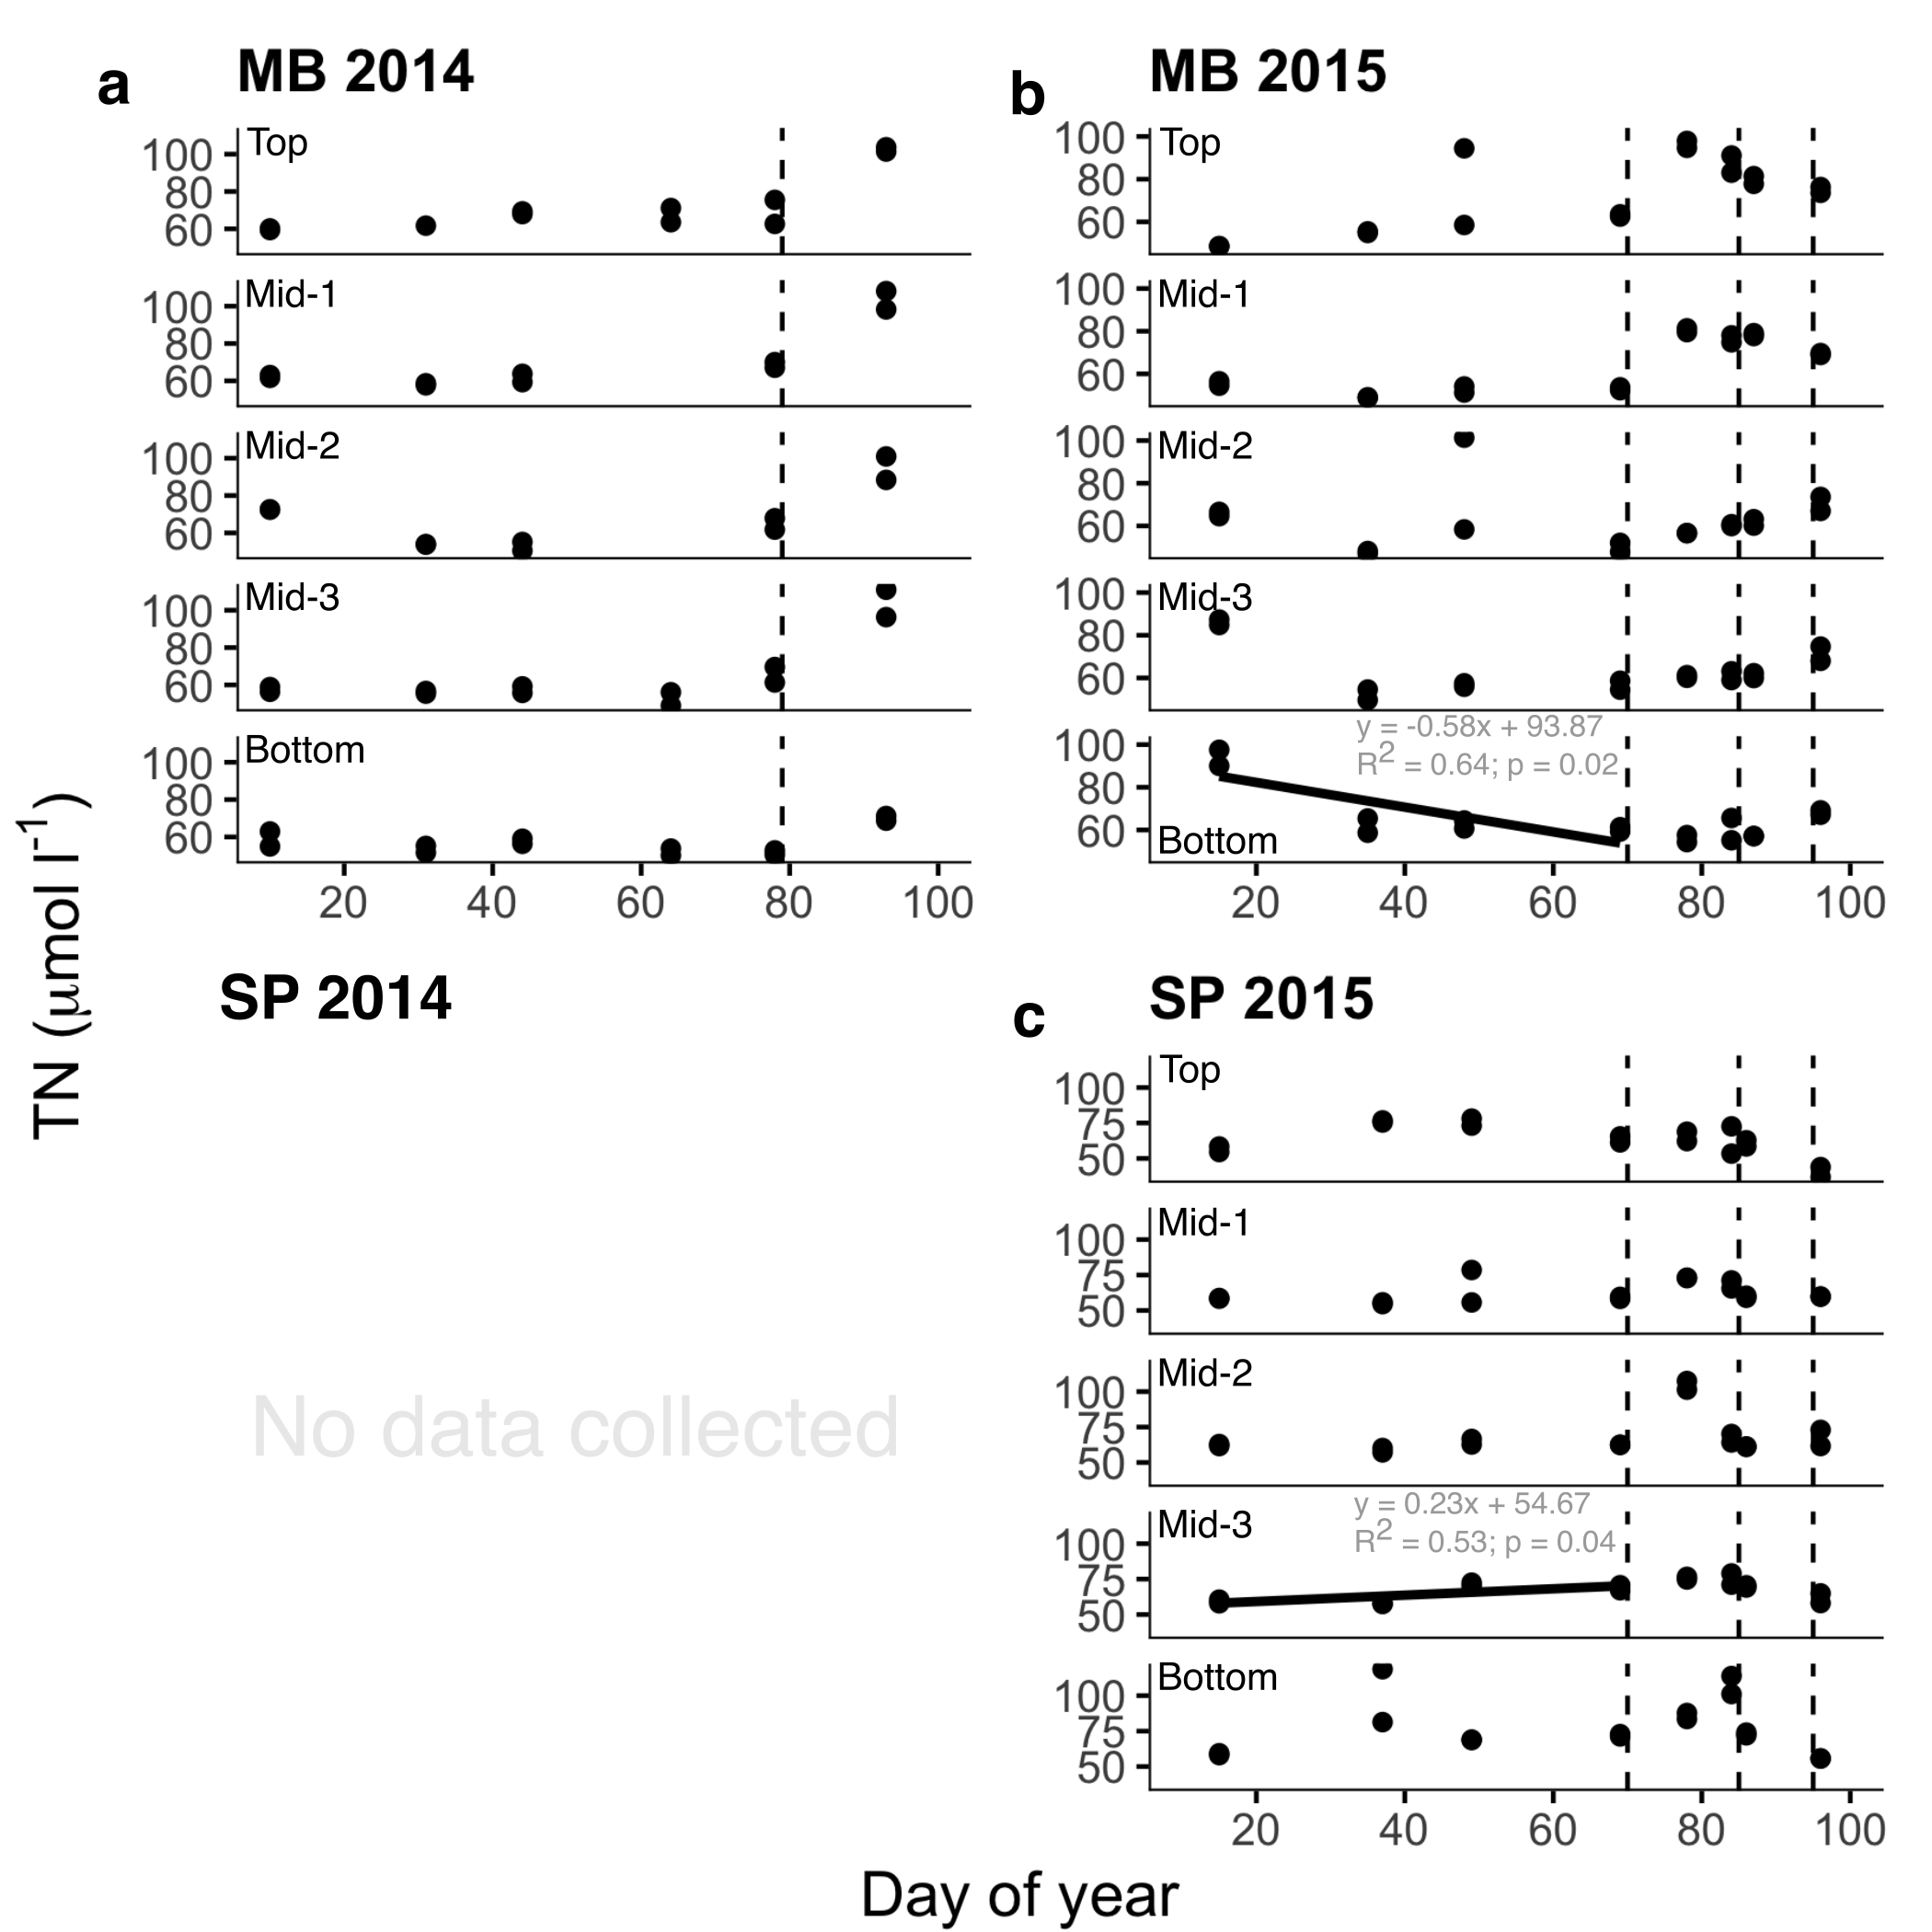 a
MB 2014
Top
100
80
60
Mid-1
100
80
60
Mid-2
100
80
60
Mid-3
100
80
60
Bottom
100
80
60
20 40 60 80 100
b
MB 2015
Top
100
80
60
Mid-1
100
80
60
Mid-2
100
80
60
Mid-3
100
80
60
y = -0.58x + 93.87
R² = 0.64; p = 0.02
100
80
60
Bottom
20 40 60 80 100
SP 2014
No data collected
c
SP 2015
Top
100
75
50
Mid-1
100
75
50
Mid-2
100
75
50
y = 0.23x + 54.67
R² = 0.53; p = 0.04
Mid-3
100
75
50
Bottom
100
75
50
20 40 60 80 100
TN (μmol l⁻¹)
Day of year